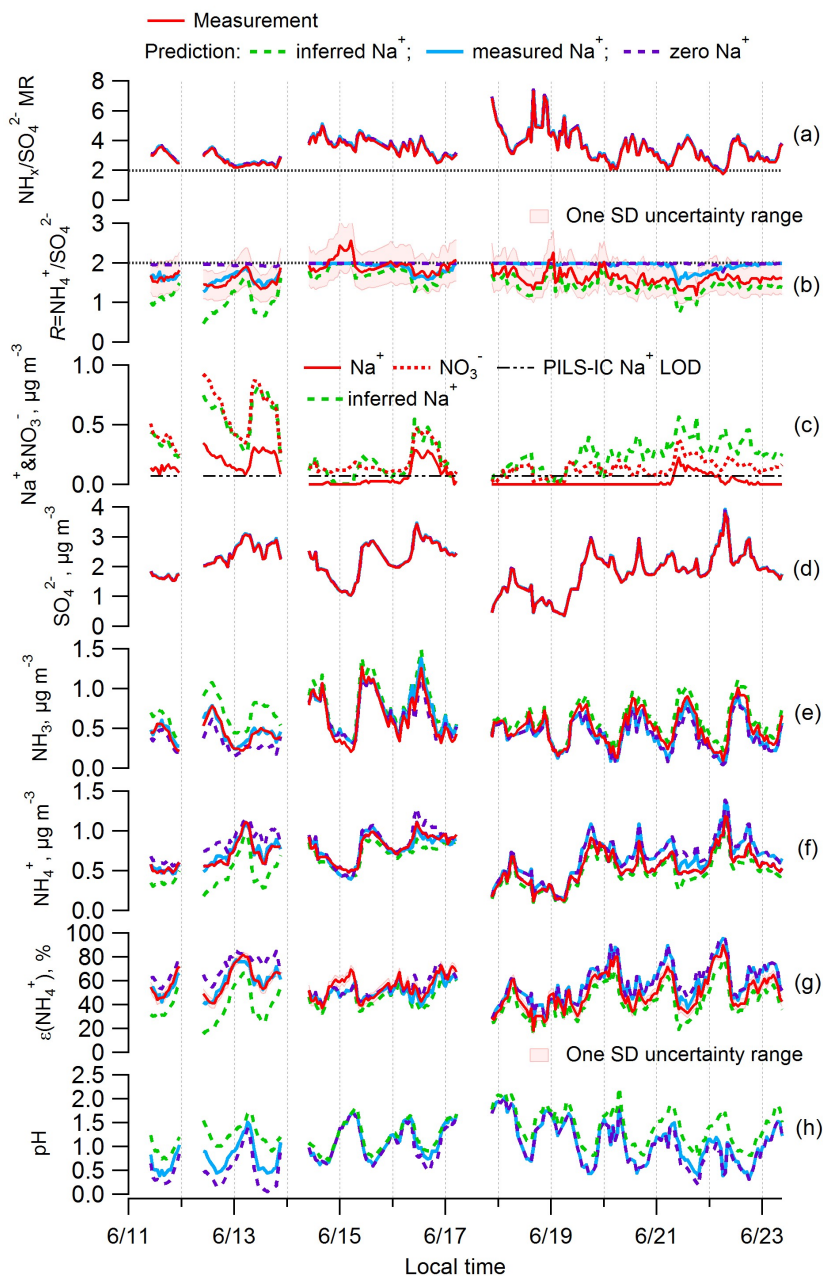 Measurement
Prediction: inferred Na⁺; measured Na⁺; zero Na⁺
NHₓ/SO₄²⁻ MR
8
6
4
2
0
(a)
One SD uncertainty range
R=NH₄⁺/SO₄²⁻
3
2
1
0
(b)
Na⁺ NO₃⁻ PILS-IC Na⁺ LOD
inferred Na⁺
Na⁺&NO₃⁻, µg m⁻³
1.0
0.5
0.0
(c)
SO₄²⁻, µg m⁻³
4
3
2
1
0
(d)
NH₃, µg m⁻³
1.5
1.0
0.5
0.0
(e)
NH₄⁺, µg m⁻³
1.5
1.0
0.5
0.0
(f)
ε(NH₄⁺), %
100
80
60
40
20
0
(g)
One SD uncertainty range
pH
2.5
2.0
1.5
1.0
0.5
0.0
(h)
6/11 6/13 6/15 6/17 6/19 6/21 6/23
Local time